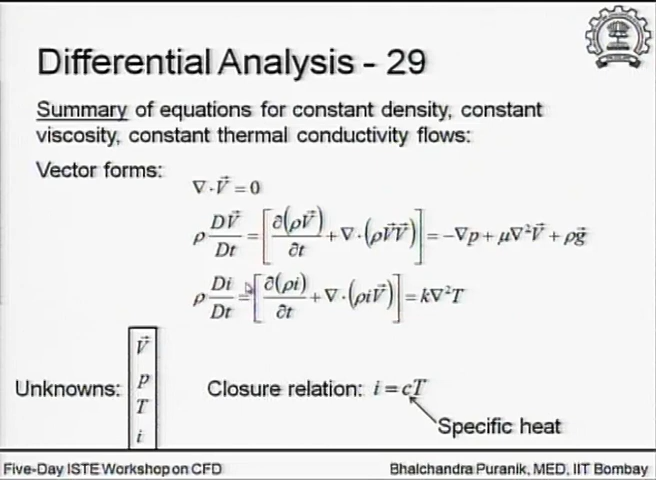 Differential Analysis - 29
Summary of equations for constant density, constant
viscosity, constant thermal conductivity flows:
Vector forms:
∇·V⃗ = 0
ρ DV⃗/Dt = [∂(ρV⃗)/∂t + ∇·(ρV⃗V⃗)] = −∇p + μ∇²V⃗ + ρg⃗
ρ Di/Dt = [∂(ρi)/∂t + ∇·(ρiV⃗)] = k∇²T
Unknowns:
V⃗
p
T
i
Closure relation: i = cT
Specific heat
Five-Day ISTE Workshop on CFD
Bhalchandra Puranik, MED, IIT Bombay